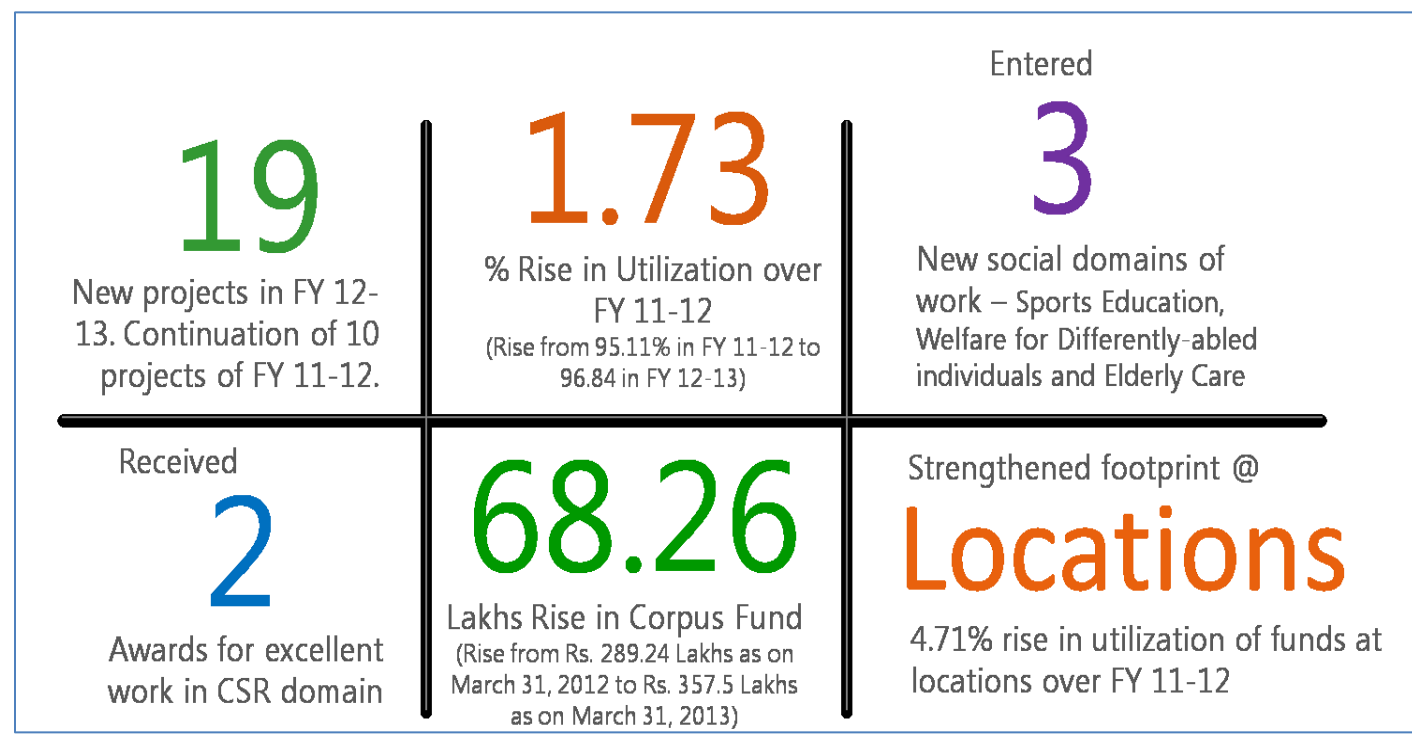 19
New projects in FY 12-
13. Continuation of 10
projects of FY 11-12.
1.73
% Rise in Utilization over
FY 11-12
(Rise from 95.11% in FY 11-12 to
96.84 in FY 12-13)
Entered
3
New social domains of
work – Sports Education,
Welfare for Differently-abled
individuals and Elderly Care
Received
2
Awards for excellent
work in CSR domain
68.26
Lakhs Rise in Corpus Fund
(Rise from Rs. 289.24 Lakhs as on
March 31, 2012 to Rs. 357.5 Lakhs
as on March 31, 2013)
Strengthened footprint @
Locations
4.71% rise in utilization of funds at
locations over FY 11-12